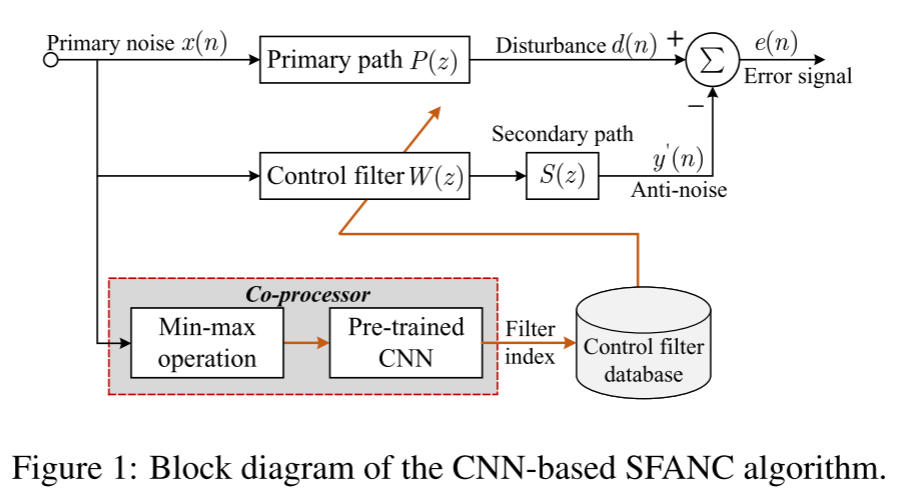 Primary noise x(n)
Primary path P(z)
Disturbance d(n)
+
Σ
e(n)
Error signal
−
Secondary path
Control filter W(z)
S(z)
y'(n)
Anti-noise
Co-processor
Min-max
operation
Pre-trained
CNN
Filter
index
Control filter
database
Figure 1: Block diagram of the CNN-based SFANC algorithm.